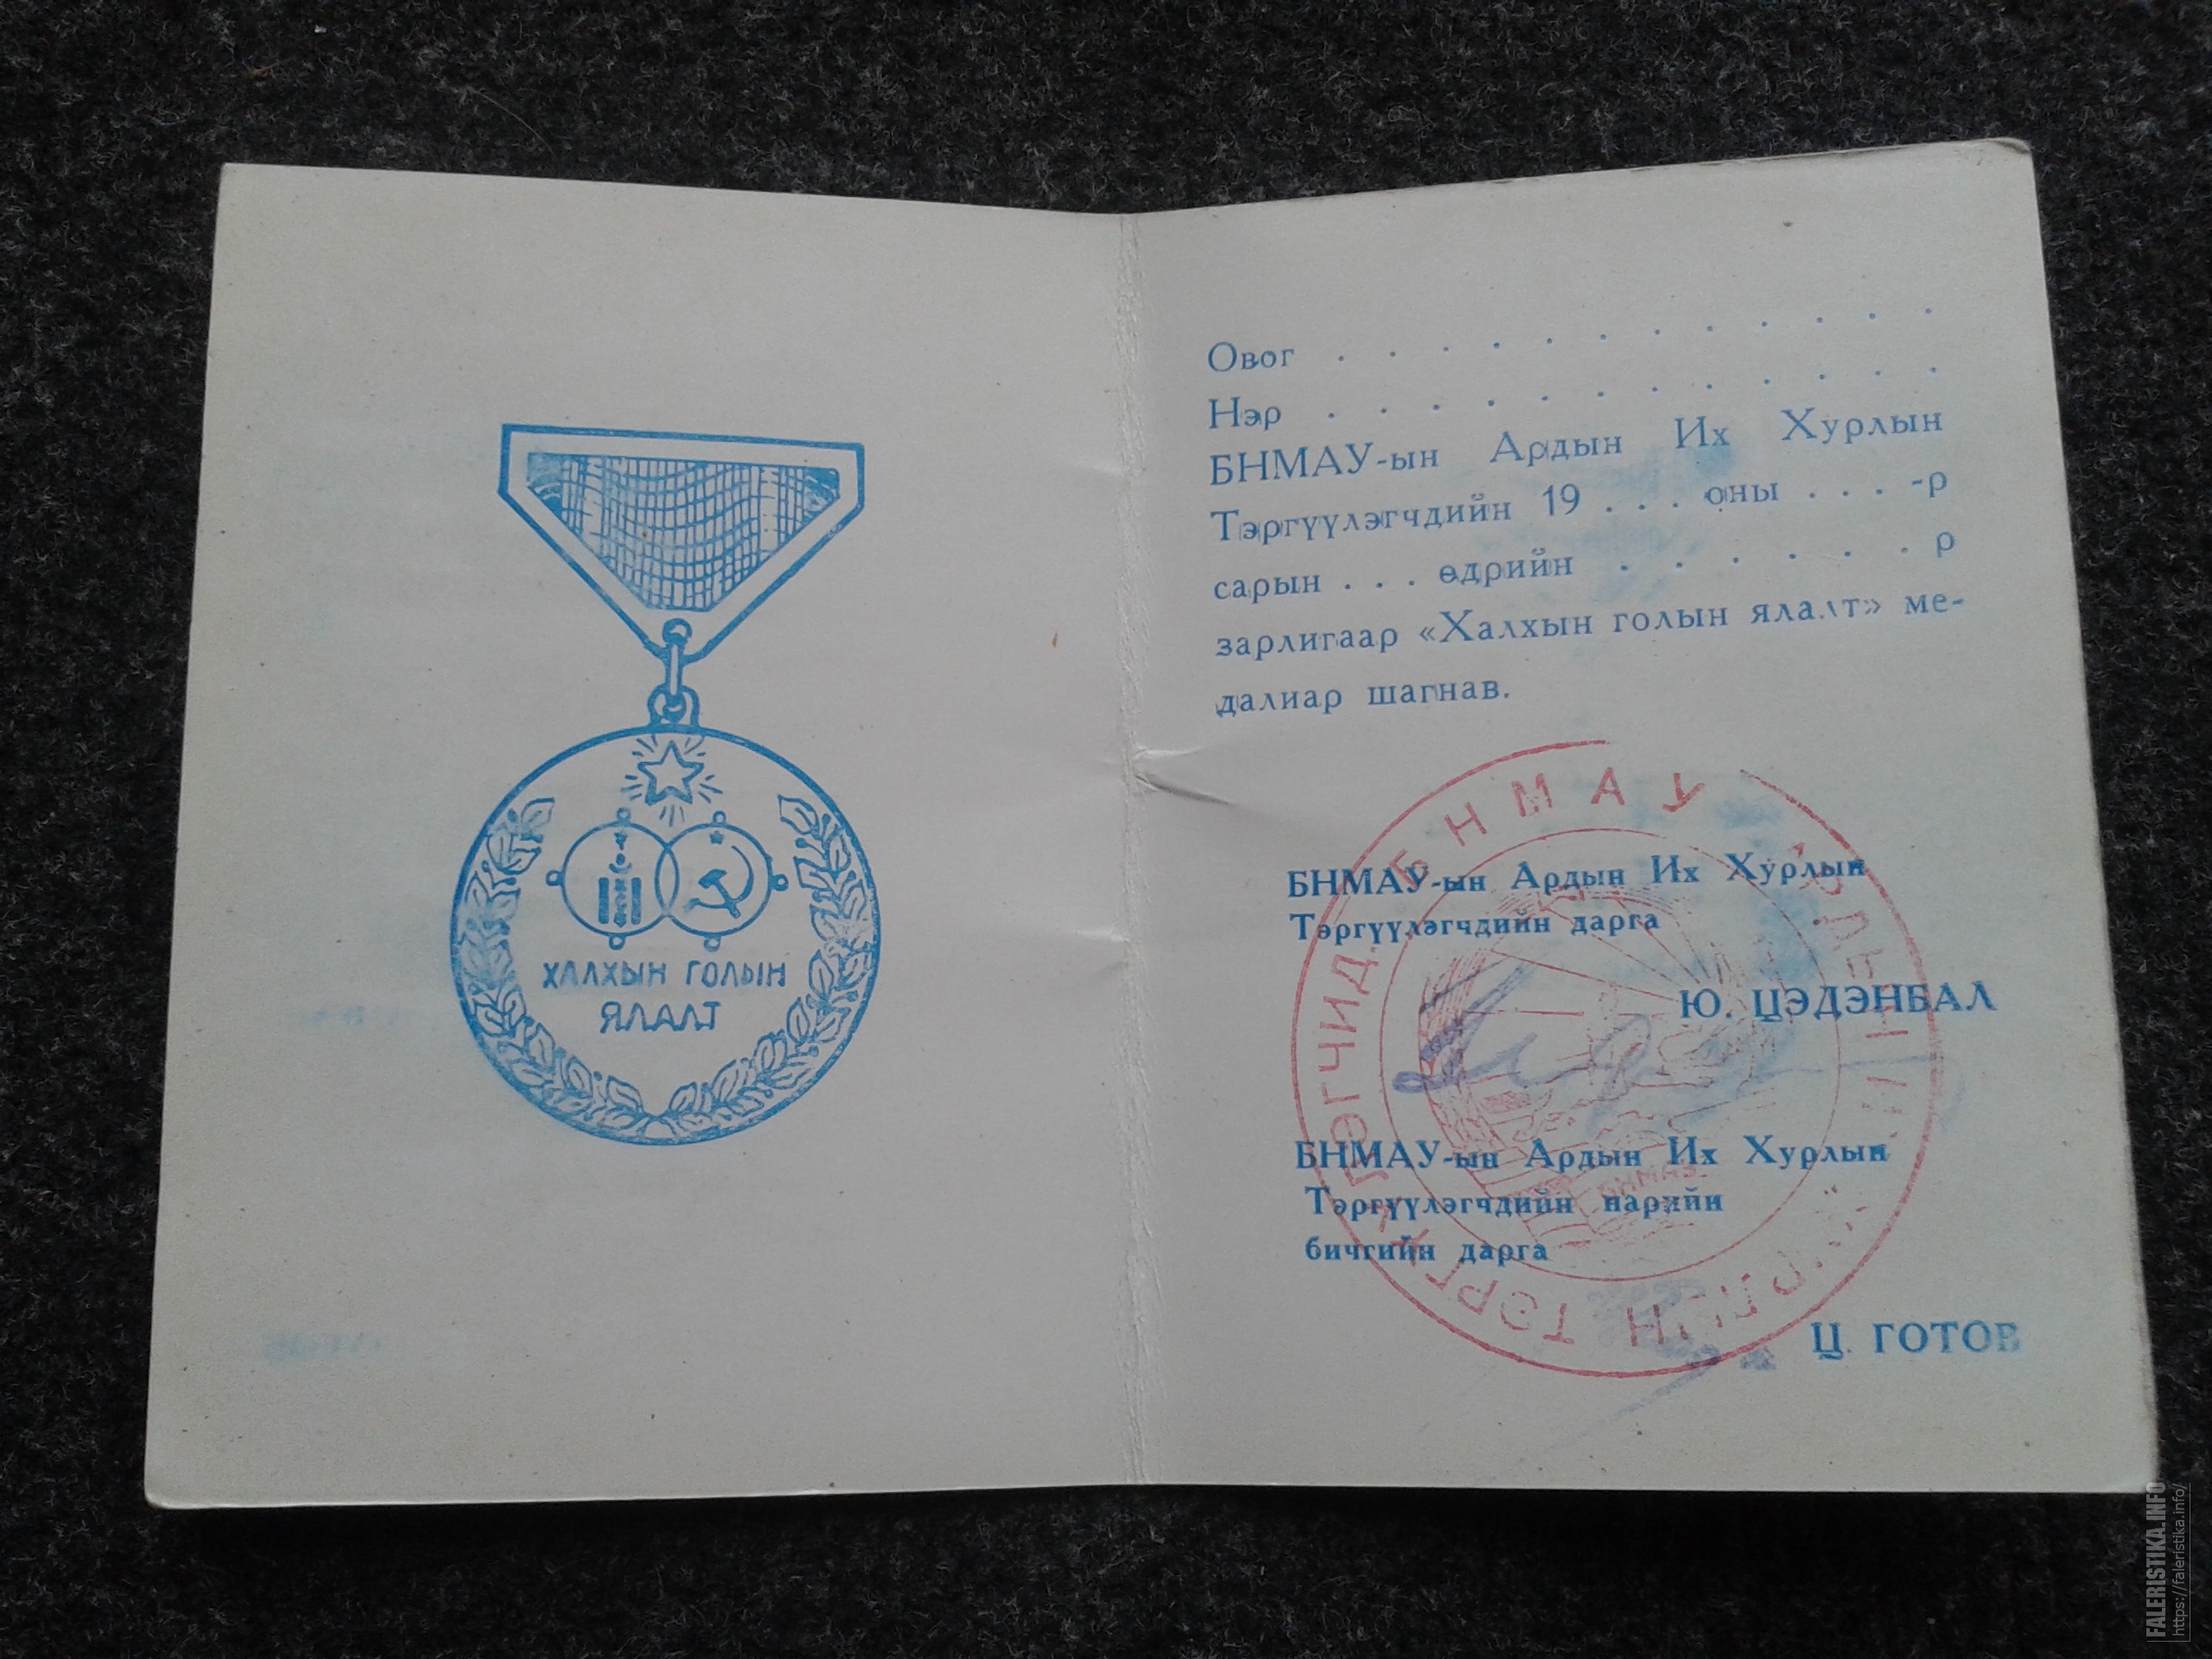 ХАЛХЫН ГОЛЫН
ЯЛАЛТ
Овог . . . . . . . . . . . .
Нэр . . . . . . . . . . . .
БНМАУ-ын Ардын Их Хурлын
Тэргүүлэгчдийн 19 . . . оны . . . -р
сарын . . . өдрийн . . . . . . р
зарлигаар «Халхын голын ялалт» ме-
далиар шагнав.
БНМАУ-ын Ардын Их Хурлын
Тэргүүлэгчдийн дарга
Ю. ЦЭДЭНБАЛ
БНМАУ-ын Ардын Их Хурлын
Тэргүүлэгчдийн нарийн
бичгийн дарга
Ц. ГОТОВ
БНМАУ
FALERISTIKA.INFO
https://faleristika.info/